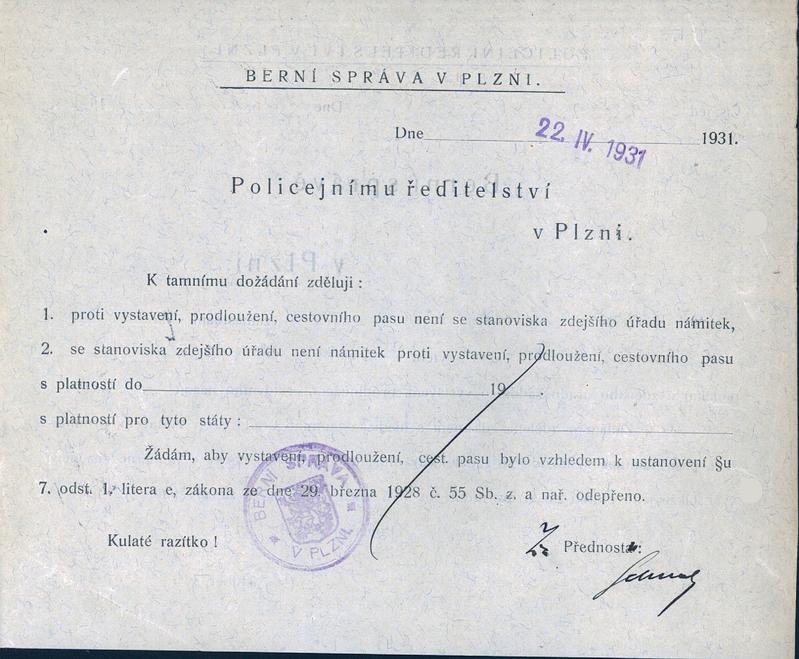 BERNÍ SPRÁVA V PLZNI.
Dne 22. IV. 1931 1931.
Policejnímu ředitelství
v Plzni.
K tamnímu dožádání zděluji :
1. proti vystavení, prodloužení, cestovního pasu není se stanoviska zdejšího úřadu námitek,
2. se stanoviska zdejšího úřadu není námitek proti vystavení, prodloužení, cestovního pasu
s platností do 19 .
s platností pro tyto státy :
Žádám, aby vystavení, prodloužení, cest. pasu bylo vzhledem k ustanovení §u
7. odst. 1. litera e, zákona ze dne 29. března 1928 č. 55 Sb. z. a nař. odepřeno.
BERNÍ SPRÁVA
V PLZNI
Kulaté razítko !
Za Přednosta: